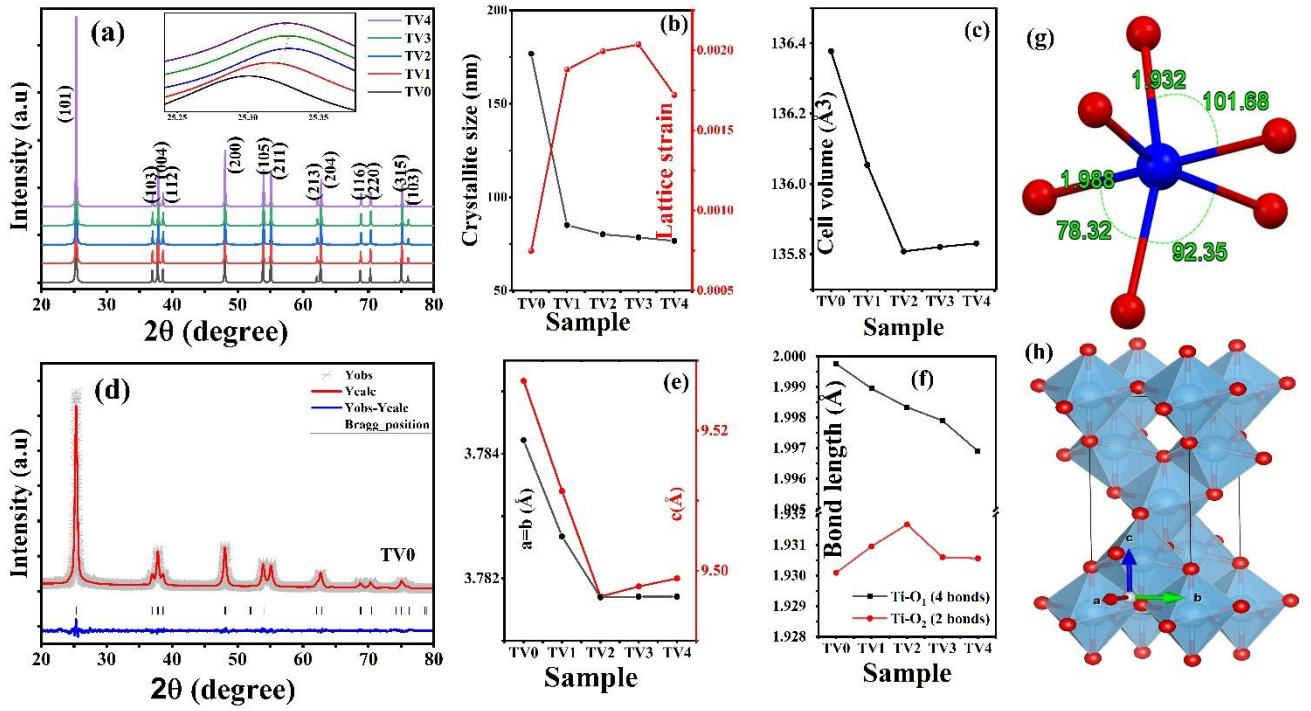 (a)
TV4
TV3
TV2
TV1
TV0
25.25 25.30 25.35
(101)
(103)
(004)
(112)
(200)
(105)
(211)
(213)
(204)
(116)
(220)
(315)
(103)
Intensity (a.u)
20 30 40 50 60 70 80
2θ (degree)
(b)
200
150
100
50
Crystallite size (nm)
0.0020
0.0015
0.0010
0.0005
Lattice strain
TV0 TV1 TV2 TV3 TV4
Sample
(c)
136.4
136.2
136.0
135.8
Cell volume (Å3)
TV0 TV1 TV2 TV3 TV4
Sample
(g)
1.932
101.68
1.988
78.32
92.35
(d)
Yobs
Ycalc
Yobs-Ycalc
Bragg_position
TV0
Intensity (a.u)
20 30 40 50 60 70 80
2θ (degree)
(e)
3.784
3.782
a=b (Å)
9.52
9.50
c(Å)
TV0 TV1 TV2 TV3 TV4
Sample
(f)
2.000
1.999
1.998
1.997
1.996
1.995
1.932
1.931
1.930
1.929
1.928
Bond length (Å)
Ti-O₁ (4 bonds)
Ti-O₂ (2 bonds)
TV0 TV1 TV2 TV3 TV4
Sample
(h)
c
a
b